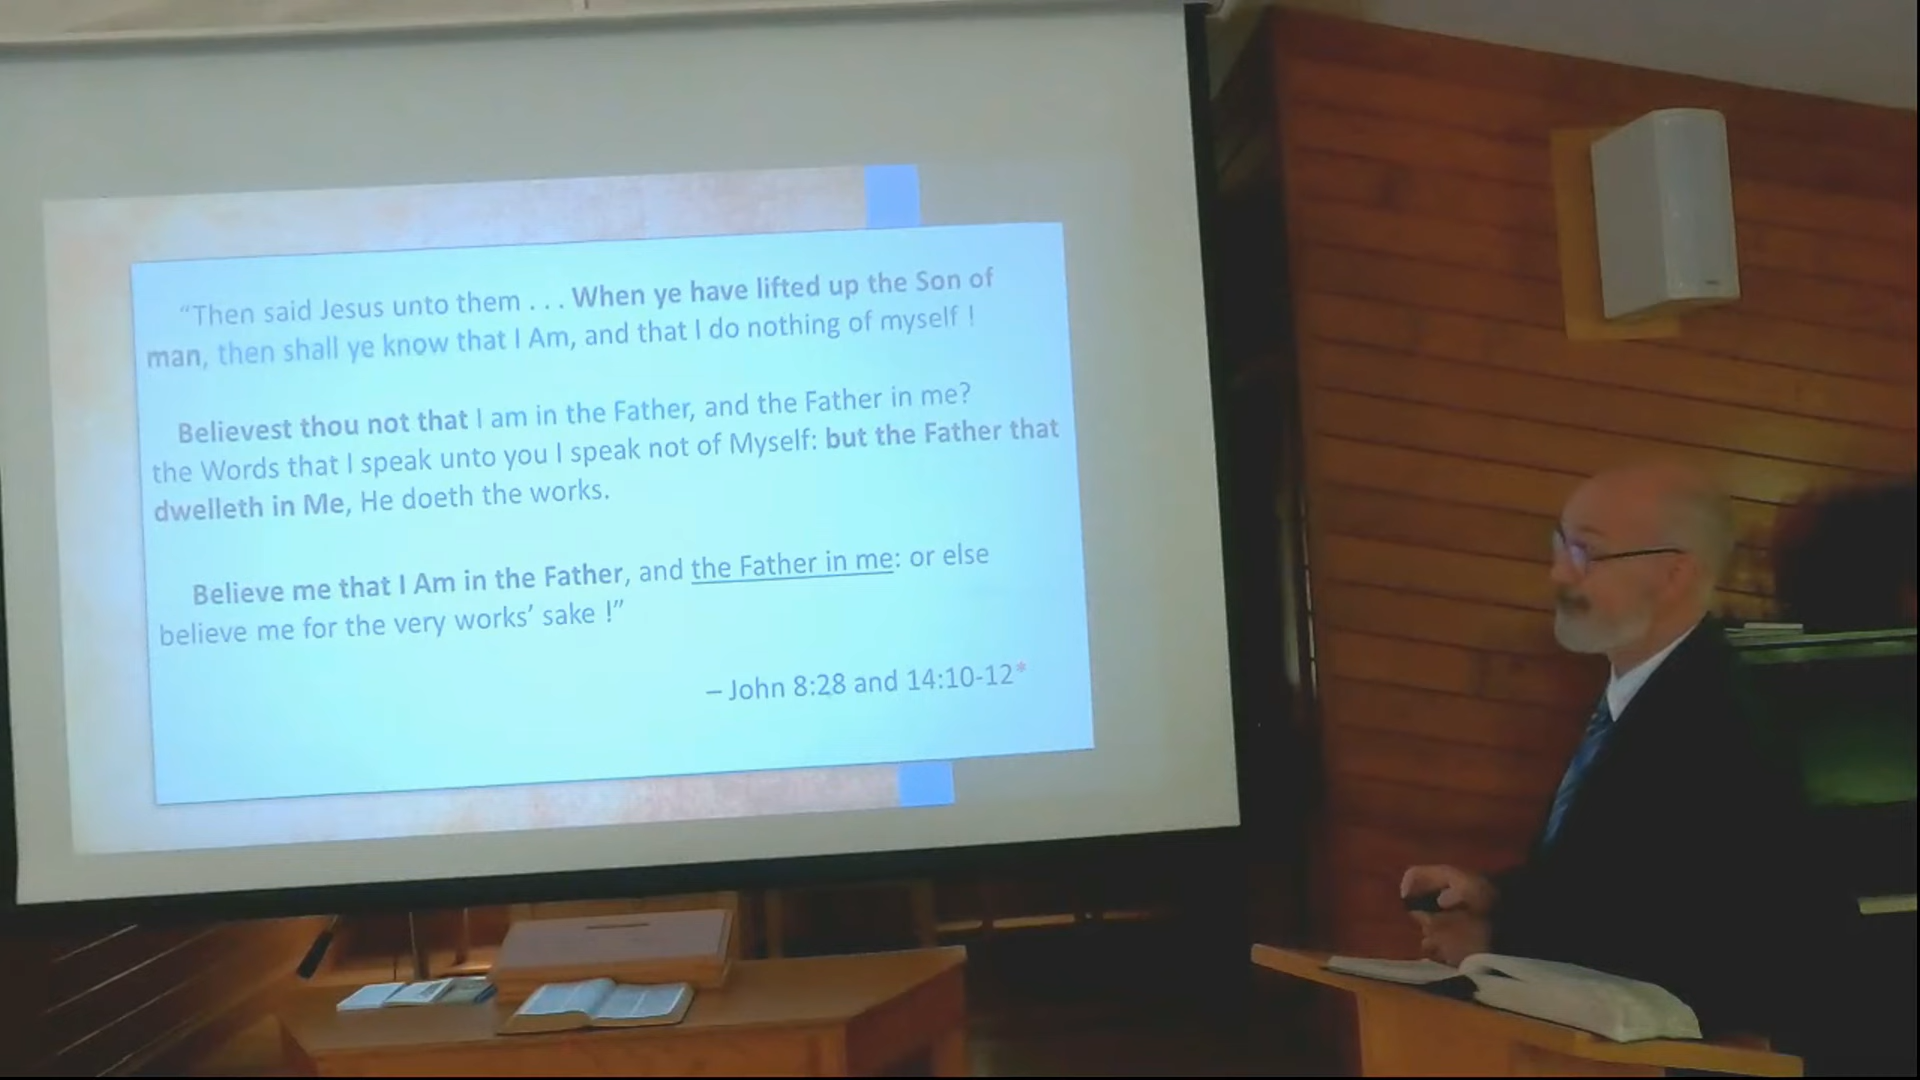 “Then said Jesus unto them . . . When ye have lifted up the Son of
man, then shall ye know that I Am, and that I do nothing of myself !
Believest thou not that I am in the Father, and the Father in me?
the Words that I speak unto you I speak not of Myself: but the Father that
dwelleth in Me, He doeth the works.
Believe me that I Am in the Father, and the Father in me: or else
believe me for the very works’ sake !”
– John 8:28 and 14:10-12*